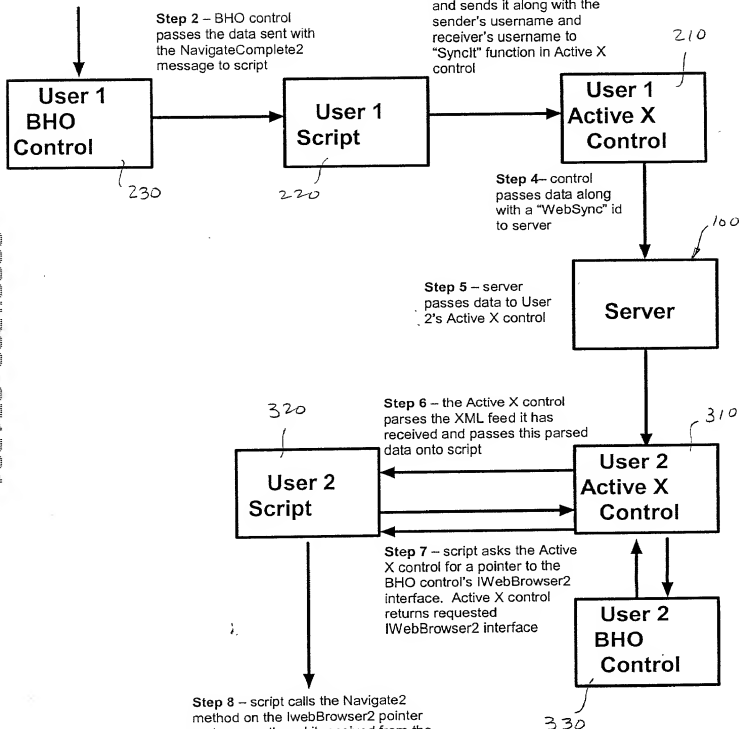 Step 2 – BHO control
passes the data sent with
the NavigateComplete2
message to script
and sends it along with the
sender's username and
receiver's username to
"SyncIt" function in Active X
control
210
User 1
BHO
Control
230
User 1
Script
220
User 1
Active X
Control
Step 4– control
passes data along
with a "WebSync" id
to server
100
Step 5 – server
passes data to User
2's Active X control
Server
320
Step 6 – the Active X control
parses the XML feed it has
received and passes this parsed
data onto script
310
User 2
Script
User 2
Active X
Control
Step 7 – script asks the Active
X control for a pointer to the
BHO control's IWebBrowser2
interface. Active X control
returns requested
IWebBrowser2 interface
User 2
BHO
Control
330
Step 8 – script calls the Navigate2
method on the IwebBrowser2 pointer